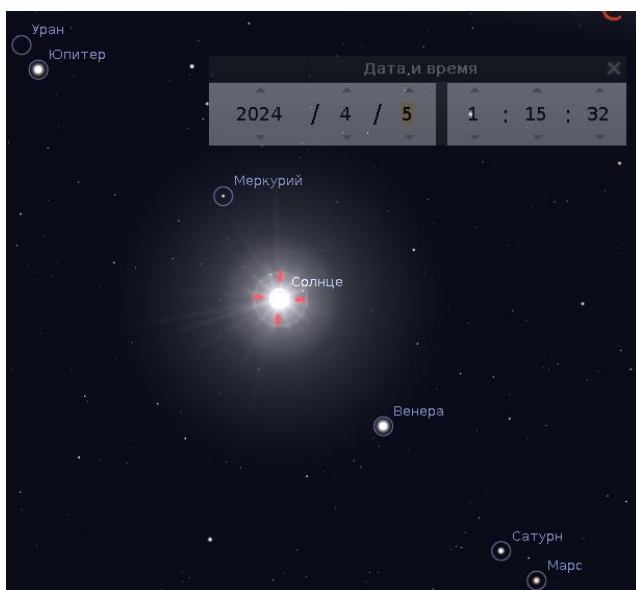 Уран
Юпитер
Дата и время
2024 / 4 / 5 1 : 15 : 32
Меркурий
Солнце
Венера
Сатурн
Марс